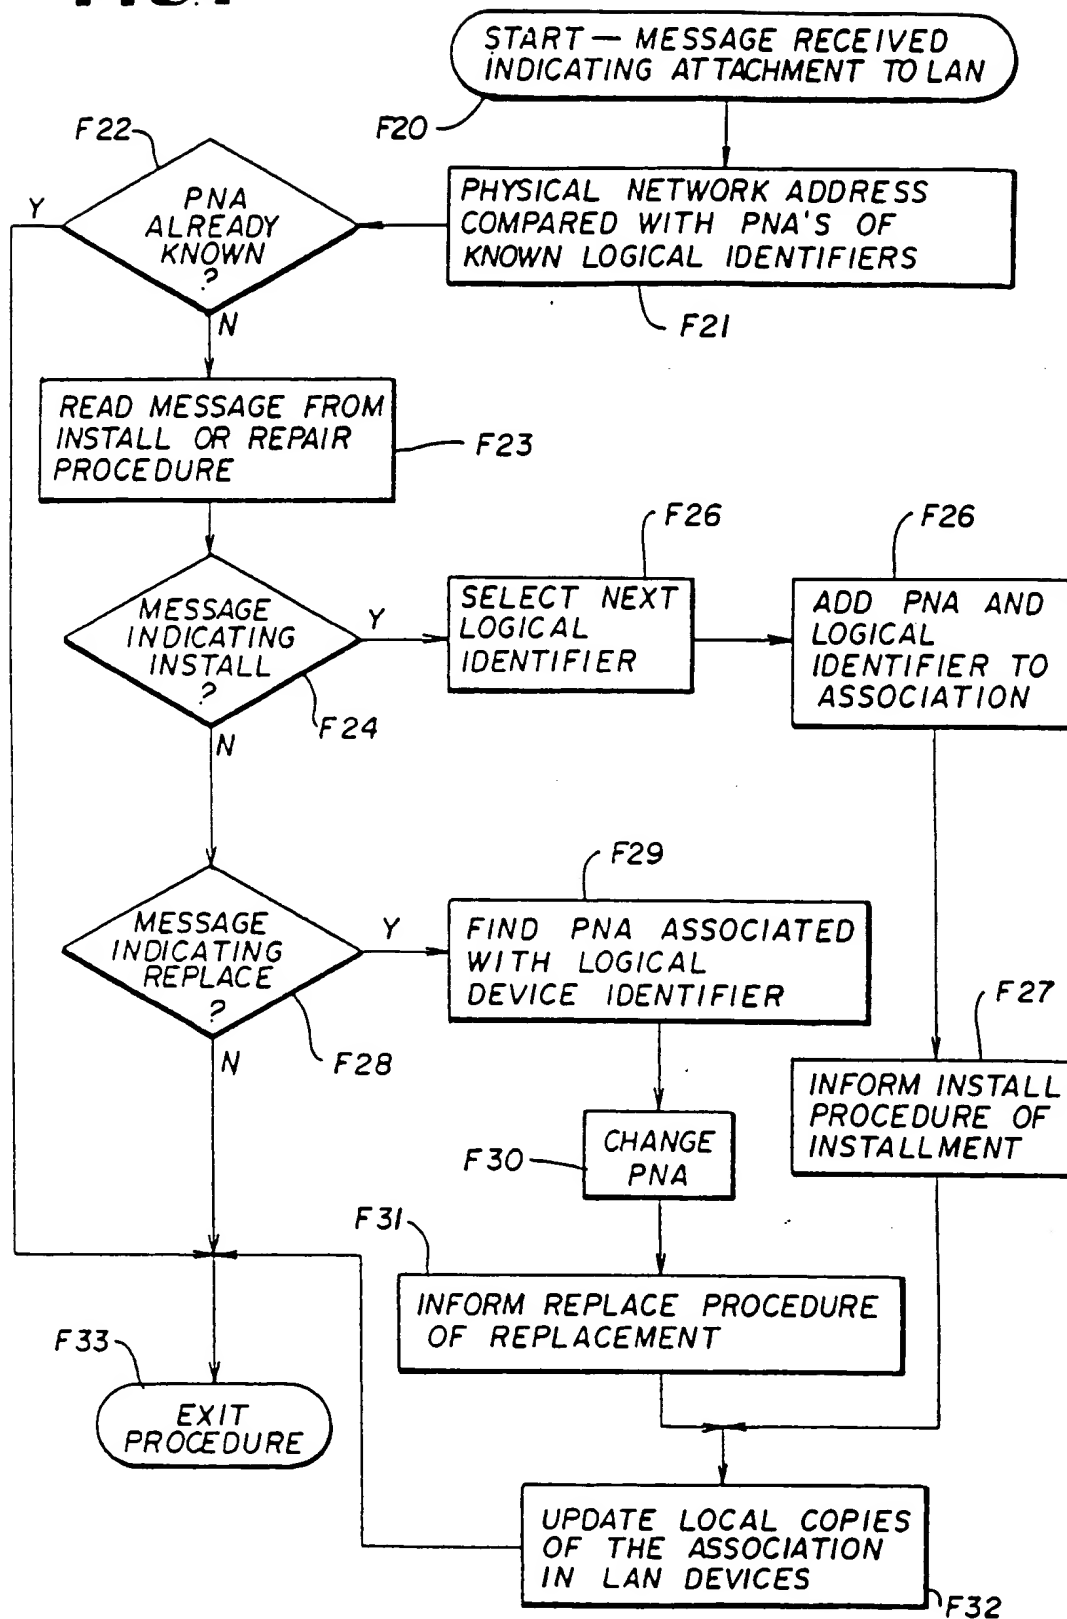 START — MESSAGE RECEIVED
INDICATING ATTACHMENT TO LAN
F20
F22
PNA
ALREADY
KNOWN
?
Y
N
PHYSICAL NETWORK ADDRESS
COMPARED WITH PNA'S OF
KNOWN LOGICAL IDENTIFIERS
F21
READ MESSAGE FROM
INSTALL OR REPAIR
PROCEDURE
F23
MESSAGE
INDICATING
INSTALL
?
Y
N
F24
F26
SELECT NEXT
LOGICAL
IDENTIFIER
F26
ADD PNA AND
LOGICAL
IDENTIFIER TO
ASSOCIATION
MESSAGE
INDICATING
REPLACE
?
Y
N
F28
F29
FIND PNA ASSOCIATED
WITH LOGICAL
DEVICE IDENTIFIER
F27
INFORM INSTALL
PROCEDURE OF
INSTALLMENT
F30
CHANGE
PNA
F31
INFORM REPLACE PROCEDURE
OF REPLACEMENT
F33
EXIT
PROCEDURE
UPDATE LOCAL COPIES
OF THE ASSOCIATION
IN LAN DEVICES
F32